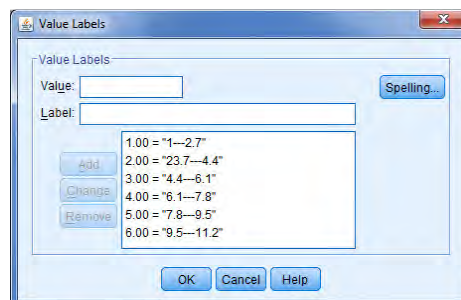 Value Labels
Value Labels
Value:
Spelling...
Label:
1.00 = "1---2.7"
Add
2.00 = "23.7---4.4"
3.00 = "4.4---6.1"
Change
4.00 = "6.1---7.8"
Remove
5.00 = "7.8---9.5"
6.00 = "9.5---11.2"
OK Cancel Help